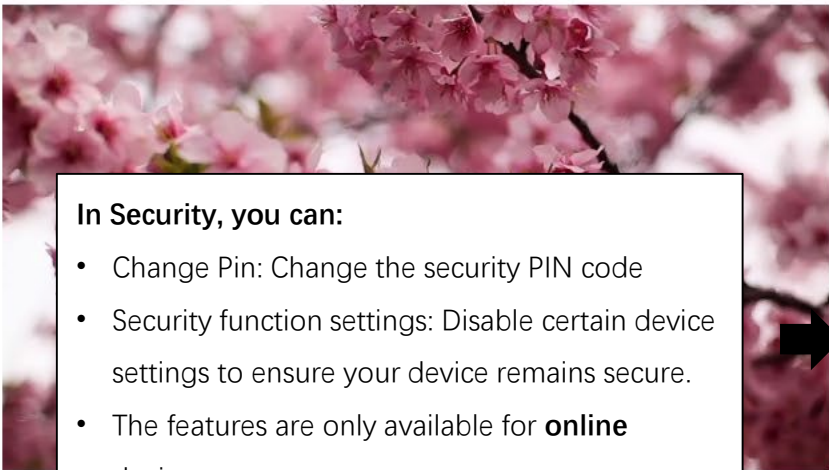 In Security, you can:
• Change Pin: Change the security PIN code
• Security function settings: Disable certain device
settings to ensure your device remains secure.
• The features are only available for online